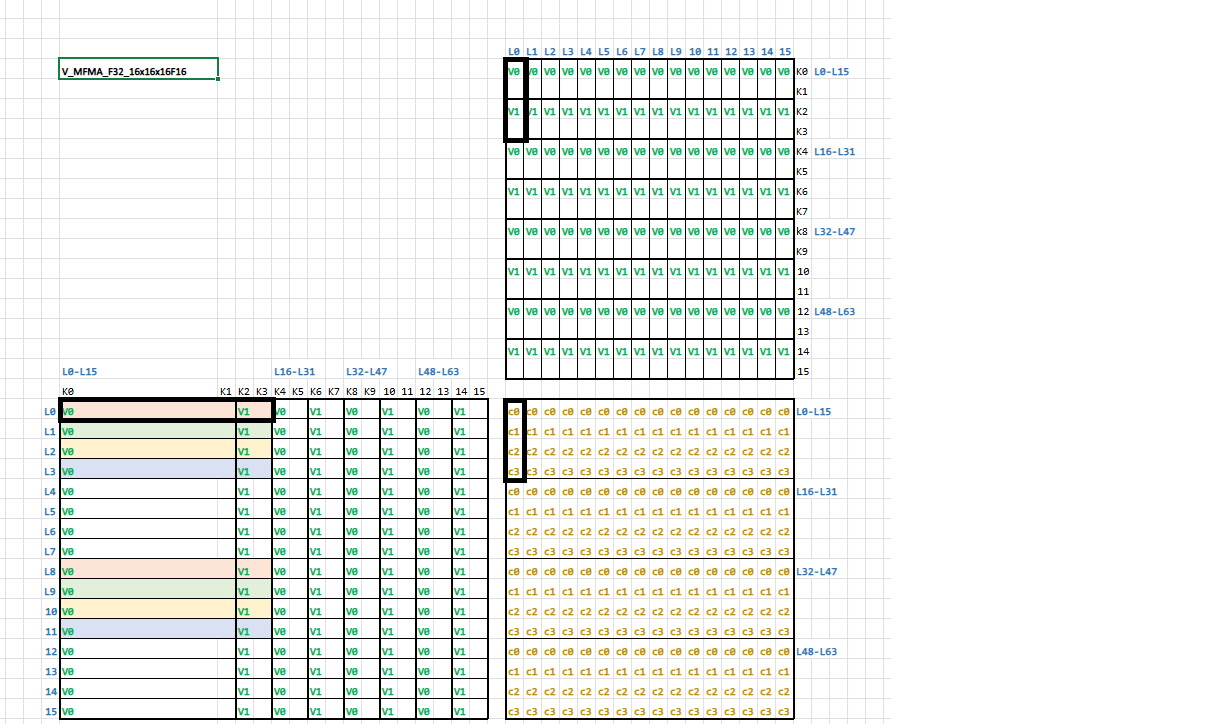 L0 L1 L2 L3 L4 L5 L6 L7 L8 L9 10 11 12 13 14 15
V_MFMA_F32_16x16x16F16
V0 V0 V0 V0 V0 V0 V0 V0 V0 V0 V0 V0 V0 V0 V0 V0 K0 L0-L15
K1
V1 V1 V1 V1 V1 V1 V1 V1 V1 V1 V1 V1 V1 V1 V1 V1 K2
K3
V0 V0 V0 V0 V0 V0 V0 V0 V0 V0 V0 V0 V0 V0 V0 V0 K4 L16-L31
K5
V1 V1 V1 V1 V1 V1 V1 V1 V1 V1 V1 V1 V1 V1 V1 V1 K6
K7
V0 V0 V0 V0 V0 V0 V0 V0 V0 V0 V0 V0 V0 V0 V0 V0 k8 L32-L47
K9
V1 V1 V1 V1 V1 V1 V1 V1 V1 V1 V1 V1 V1 V1 V1 V1 10
11
V0 V0 V0 V0 V0 V0 V0 V0 V0 V0 V0 V0 V0 V0 V0 V0 12 L48-L63
13
V1 V1 V1 V1 V1 V1 V1 V1 V1 V1 V1 V1 V1 V1 V1 V1 14
L0-L15 L16-L31 L32-L47 L48-L63 15
K0 K1 K2 K3 K4 K5 K6 K7 K8 K9 10 11 12 13 14 15
L0 V0 V1 V0 V1 V0 V1 V0 V1 c0 c0 c0 c0 c0 c0 c0 c0 c0 c0 c0 c0 c0 c0 c0 c0 L0-L15
L1 V0 V1 V0 V1 V0 V1 V0 V1 c1 c1 c1 c1 c1 c1 c1 c1 c1 c1 c1 c1 c1 c1 c1 c1
L2 V0 V1 V0 V1 V0 V1 V0 V1 c2 c2 c2 c2 c2 c2 c2 c2 c2 c2 c2 c2 c2 c2 c2 c2
L3 V0 V1 V0 V1 V0 V1 V0 V1 c3 c3 c3 c3 c3 c3 c3 c3 c3 c3 c3 c3 c3 c3 c3 c3
L4 V0 V1 V0 V1 V0 V1 V0 V1 c0 c0 c0 c0 c0 c0 c0 c0 c0 c0 c0 c0 c0 c0 c0 c0 L16-L31
L5 V0 V1 V0 V1 V0 V1 V0 V1 c1 c1 c1 c1 c1 c1 c1 c1 c1 c1 c1 c1 c1 c1 c1 c1
L6 V0 V1 V0 V1 V0 V1 V0 V1 c2 c2 c2 c2 c2 c2 c2 c2 c2 c2 c2 c2 c2 c2 c2 c2
L7 V0 V1 V0 V1 V0 V1 V0 V1 c3 c3 c3 c3 c3 c3 c3 c3 c3 c3 c3 c3 c3 c3 c3 c3
L8 V0 V1 V0 V1 V0 V1 V0 V1 c0 c0 c0 c0 c0 c0 c0 c0 c0 c0 c0 c0 c0 c0 c0 c0 L32-L47
L9 V0 V1 V0 V1 V0 V1 V0 V1 c1 c1 c1 c1 c1 c1 c1 c1 c1 c1 c1 c1 c1 c1 c1 c1
10 V0 V1 V0 V1 V0 V1 V0 V1 c2 c2 c2 c2 c2 c2 c2 c2 c2 c2 c2 c2 c2 c2 c2 c2
11 V0 V1 V0 V1 V0 V1 V0 V1 c3 c3 c3 c3 c3 c3 c3 c3 c3 c3 c3 c3 c3 c3 c3 c3
12 V0 V1 V0 V1 V0 V1 V0 V1 c0 c0 c0 c0 c0 c0 c0 c0 c0 c0 c0 c0 c0 c0 c0 c0 L48-L63
13 V0 V1 V0 V1 V0 V1 V0 V1 c1 c1 c1 c1 c1 c1 c1 c1 c1 c1 c1 c1 c1 c1 c1 c1
14 V0 V1 V0 V1 V0 V1 V0 V1 c2 c2 c2 c2 c2 c2 c2 c2 c2 c2 c2 c2 c2 c2 c2 c2
15 V0 V1 V0 V1 V0 V1 V0 V1 c3 c3 c3 c3 c3 c3 c3 c3 c3 c3 c3 c3 c3 c3 c3 c3